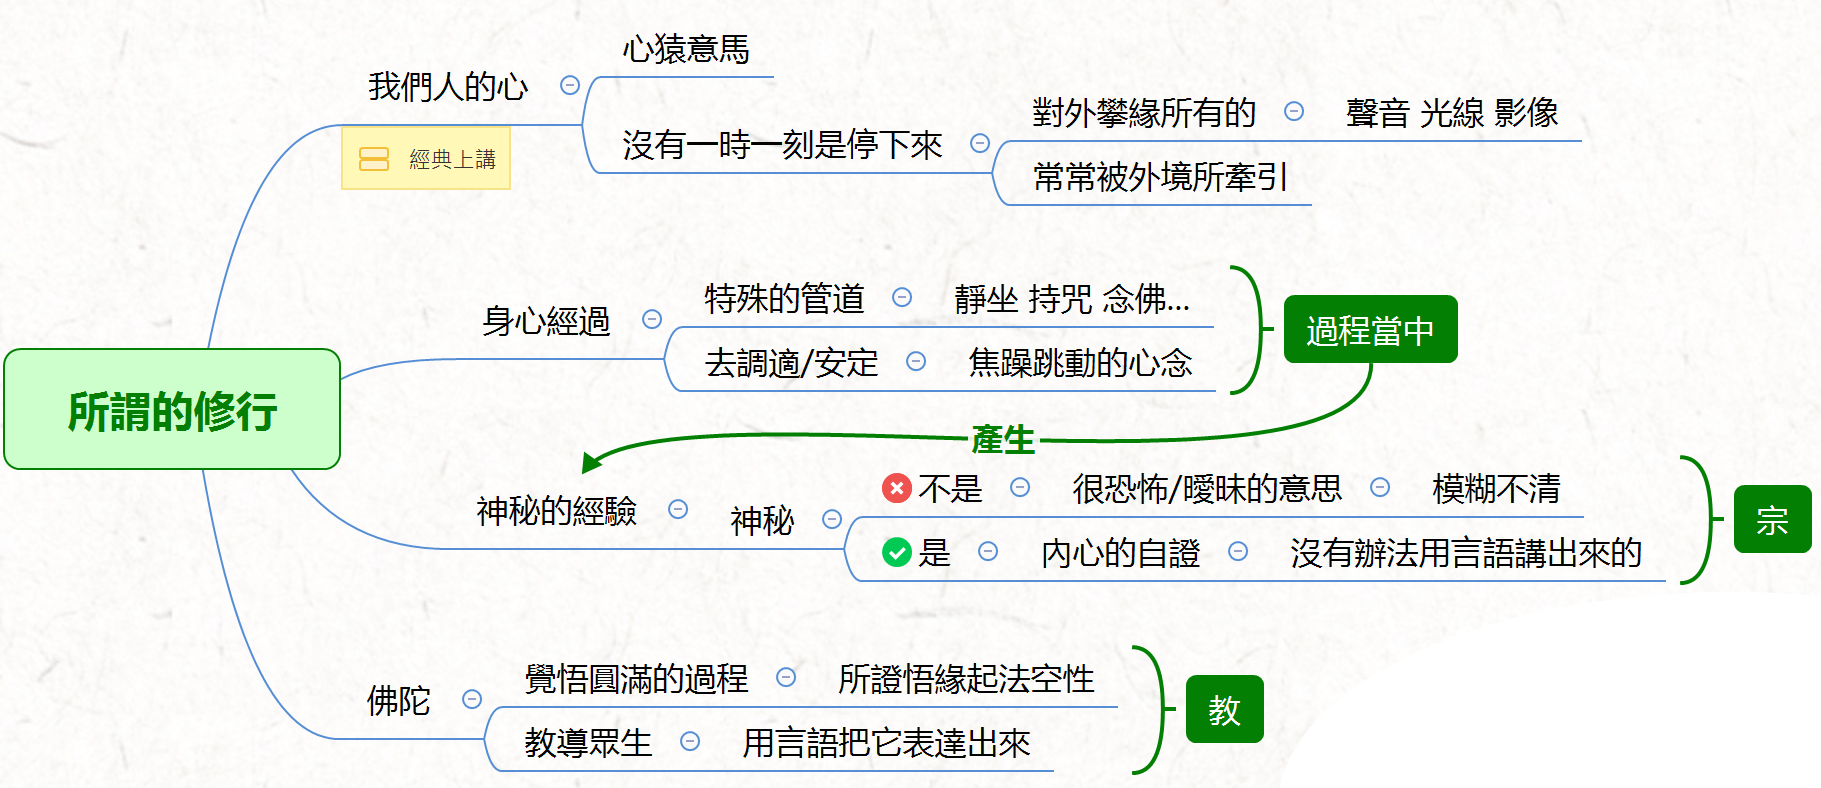 所謂的修行
我們人的心
經典上講
心猿意馬
沒有一時一刻是停下來
對外攀緣所有的
聲音 光線 影像
常常被外境所牽引
身心經過
特殊的管道
靜坐 持咒 念佛...
去調適/安定
焦躁跳動的心念
過程當中
產生
神秘的經驗
神秘
不是
很恐怖/曖昧的意思
模糊不清
是
內心的自證
沒有辦法用言語講出來的
宗
佛陀
覺悟圓滿的過程
所證悟緣起法空性
教導眾生
用言語把它表達出來
教